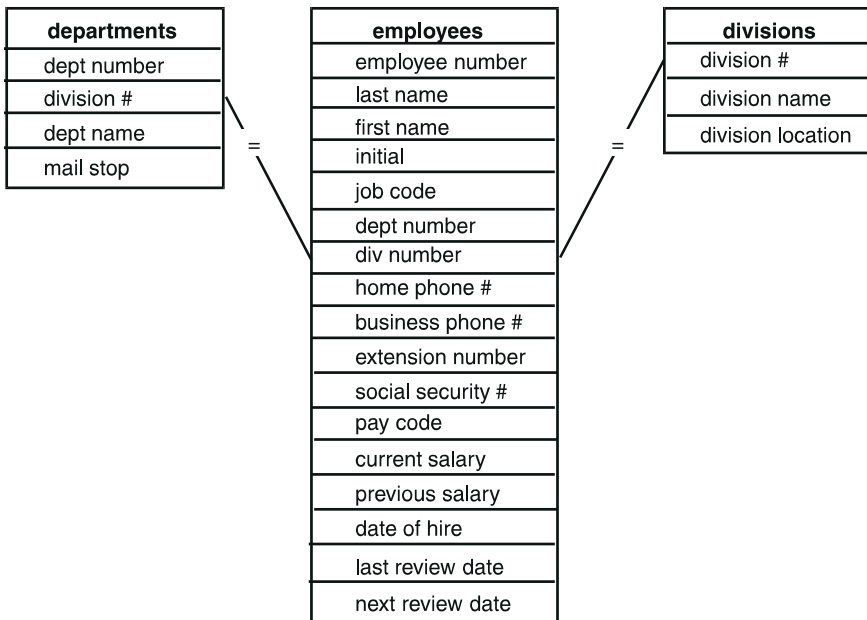 departments
dept number
division #
dept name
mail stop
=
employees
employee number
last name
first name
initial
job code
dept number
div number
home phone #
business phone #
extension number
social security #
pay code
current salary
previous salary
date of hire
last review date
next review date
=
divisions
division #
division name
division location